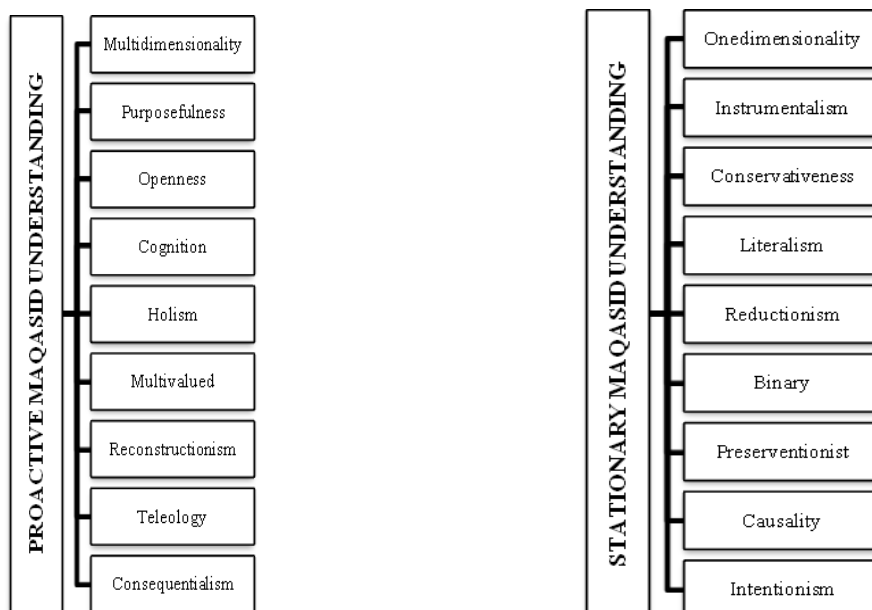 PROACTIVE MAQASID UNDERSTANDING
Multidimensionality
Purposefulness
Openness
Cognition
Holism
Multivalued
Reconstructionism
Teleology
Consequentialism
STATIONARY MAQASID UNDERSTANDING
Onedimensionality
Instrumentalism
Conservativeness
Literalism
Reductionism
Binary
Preserventionist
Causality
Intentionism